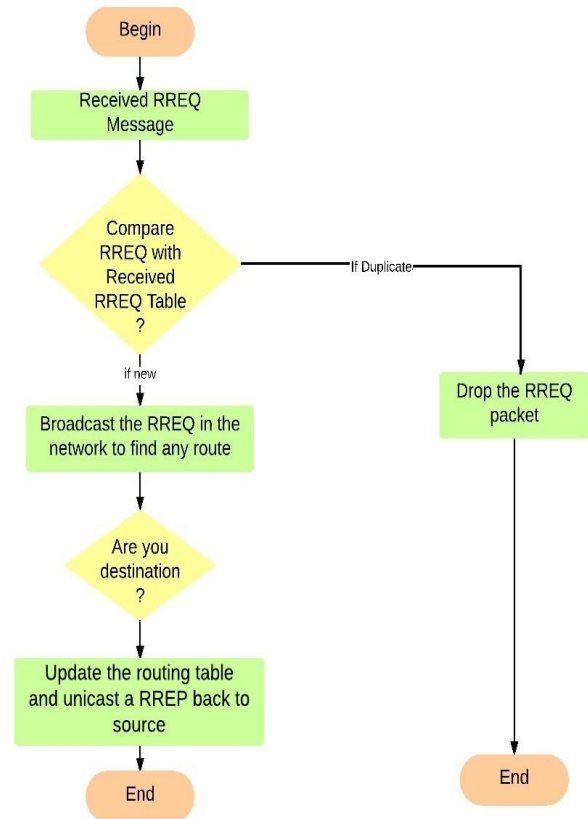 Begin
Received RREQ
Message
Compare
RREQ with
Received
RREQ Table
?
If Duplicate
if new
Broadcast the RREQ in the
network to find any route
Drop the RREQ
packet
Are you
destination
?
Update the routing table
and unicast a RREP back to
source
End
End